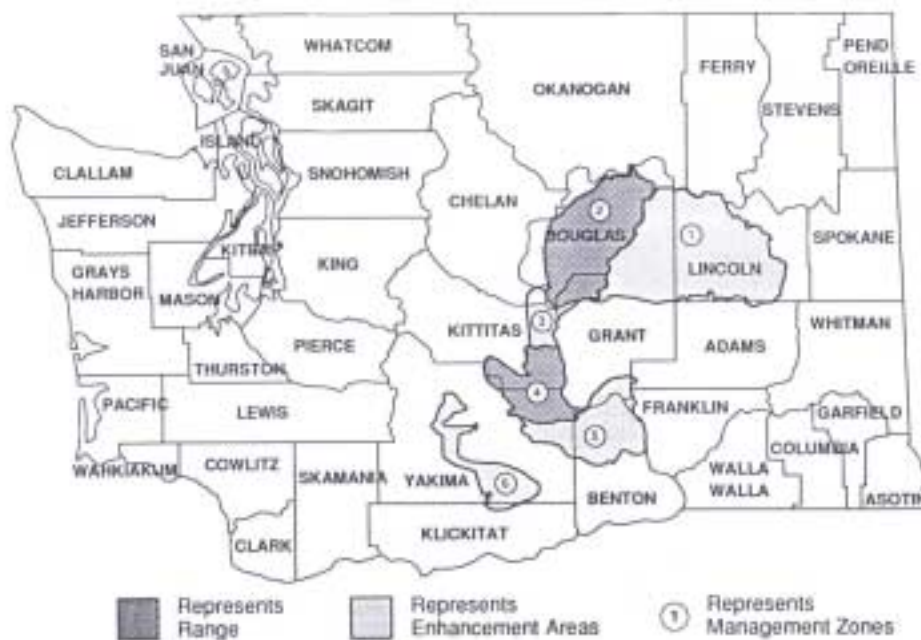 WHATCOM
SAN
JUAN
SKAGIT
ISLAND
OKANOGAN
FERRY
PEND
OREILLE
STEVENS
CLALLAM
SNOHOMISH
CHELAN
JEFFERSON
KITSAP
KING
2
DOUGLAS
1
LINCOLN
SPOKANE
GRAYS
HARBOR
MASON
KITTITAS
3
GRANT
ADAMS
WHITMAN
PIERCE
THURSTON
4
PACIFIC
LEWIS
FRANKLIN
GARFIELD
5
COLUMBIA
WAHKIAKUM
COWLITZ
SKAMANIA
YAKIMA
6
BENTON
WALLA
WALLA
ASOTIN
CLARK
KLICKITAT
Represents
Range
Represents
Enhancement Areas
Represents
Management Zones